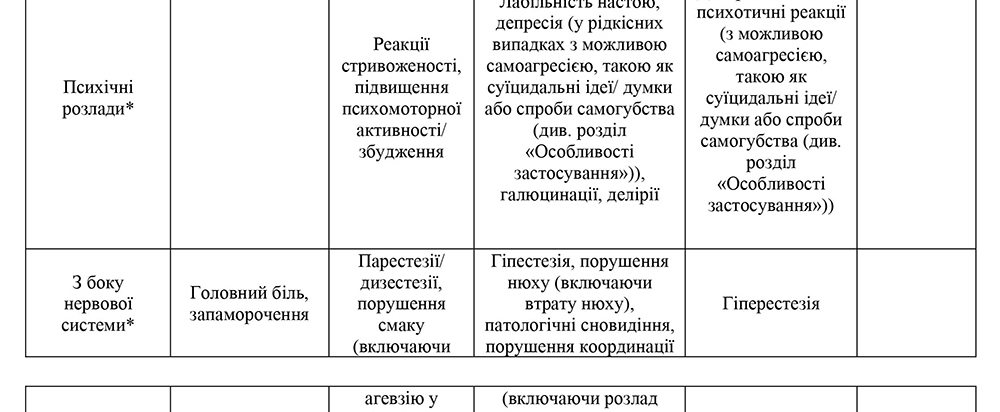 Психічні
розлади*
Реакції
стривоженості,
підвищення
психомоторної
активності/
збудження
Лабільність настою,
депресія (у рідкісних
випадках з можливою
самоагресією, такою як
суїцидальні ідеї/ думки
або спроби самогубства
(див. розділ
«Особливості
застосування»)),
галюцинації, делірії
психотичні реакції
(з можливою
самоагресією,
такою як
суїцидальні ідеї/
думки або спроби
самогубства (див.
розділ
«Особливості
застосування»))
З боку
нервової
системи*
Головний біль,
запаморочення
Парестезії/
дизестезії,
порушення
смаку
(включаючи
Гіпестезія, порушення
нюху (включаючи
втрату нюху),
патологічні сновидіння,
порушення координації
Гіперестезія
агевзію у
(включаючи розлад